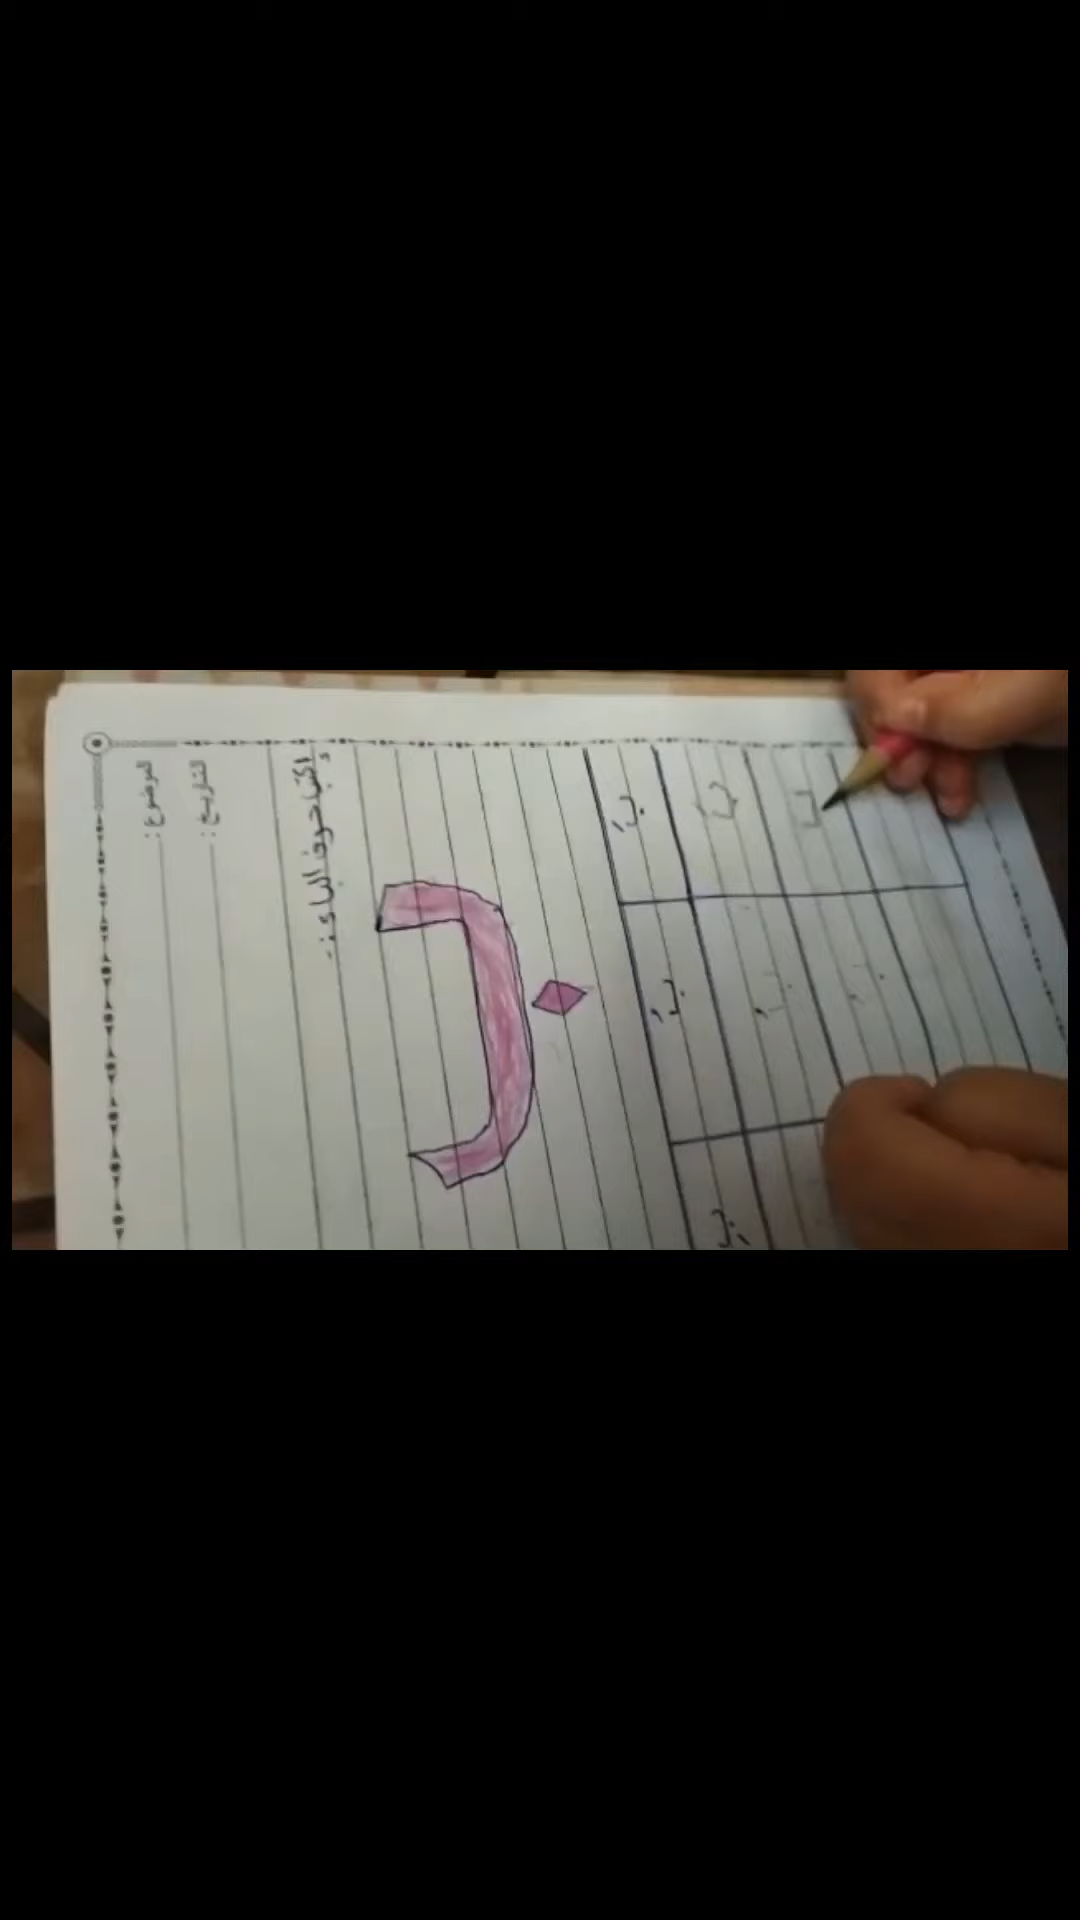 الموضوع :
التاريخ :
اكتب حرف الباء :-
ب
بَ بُ بِ
بَ بُ